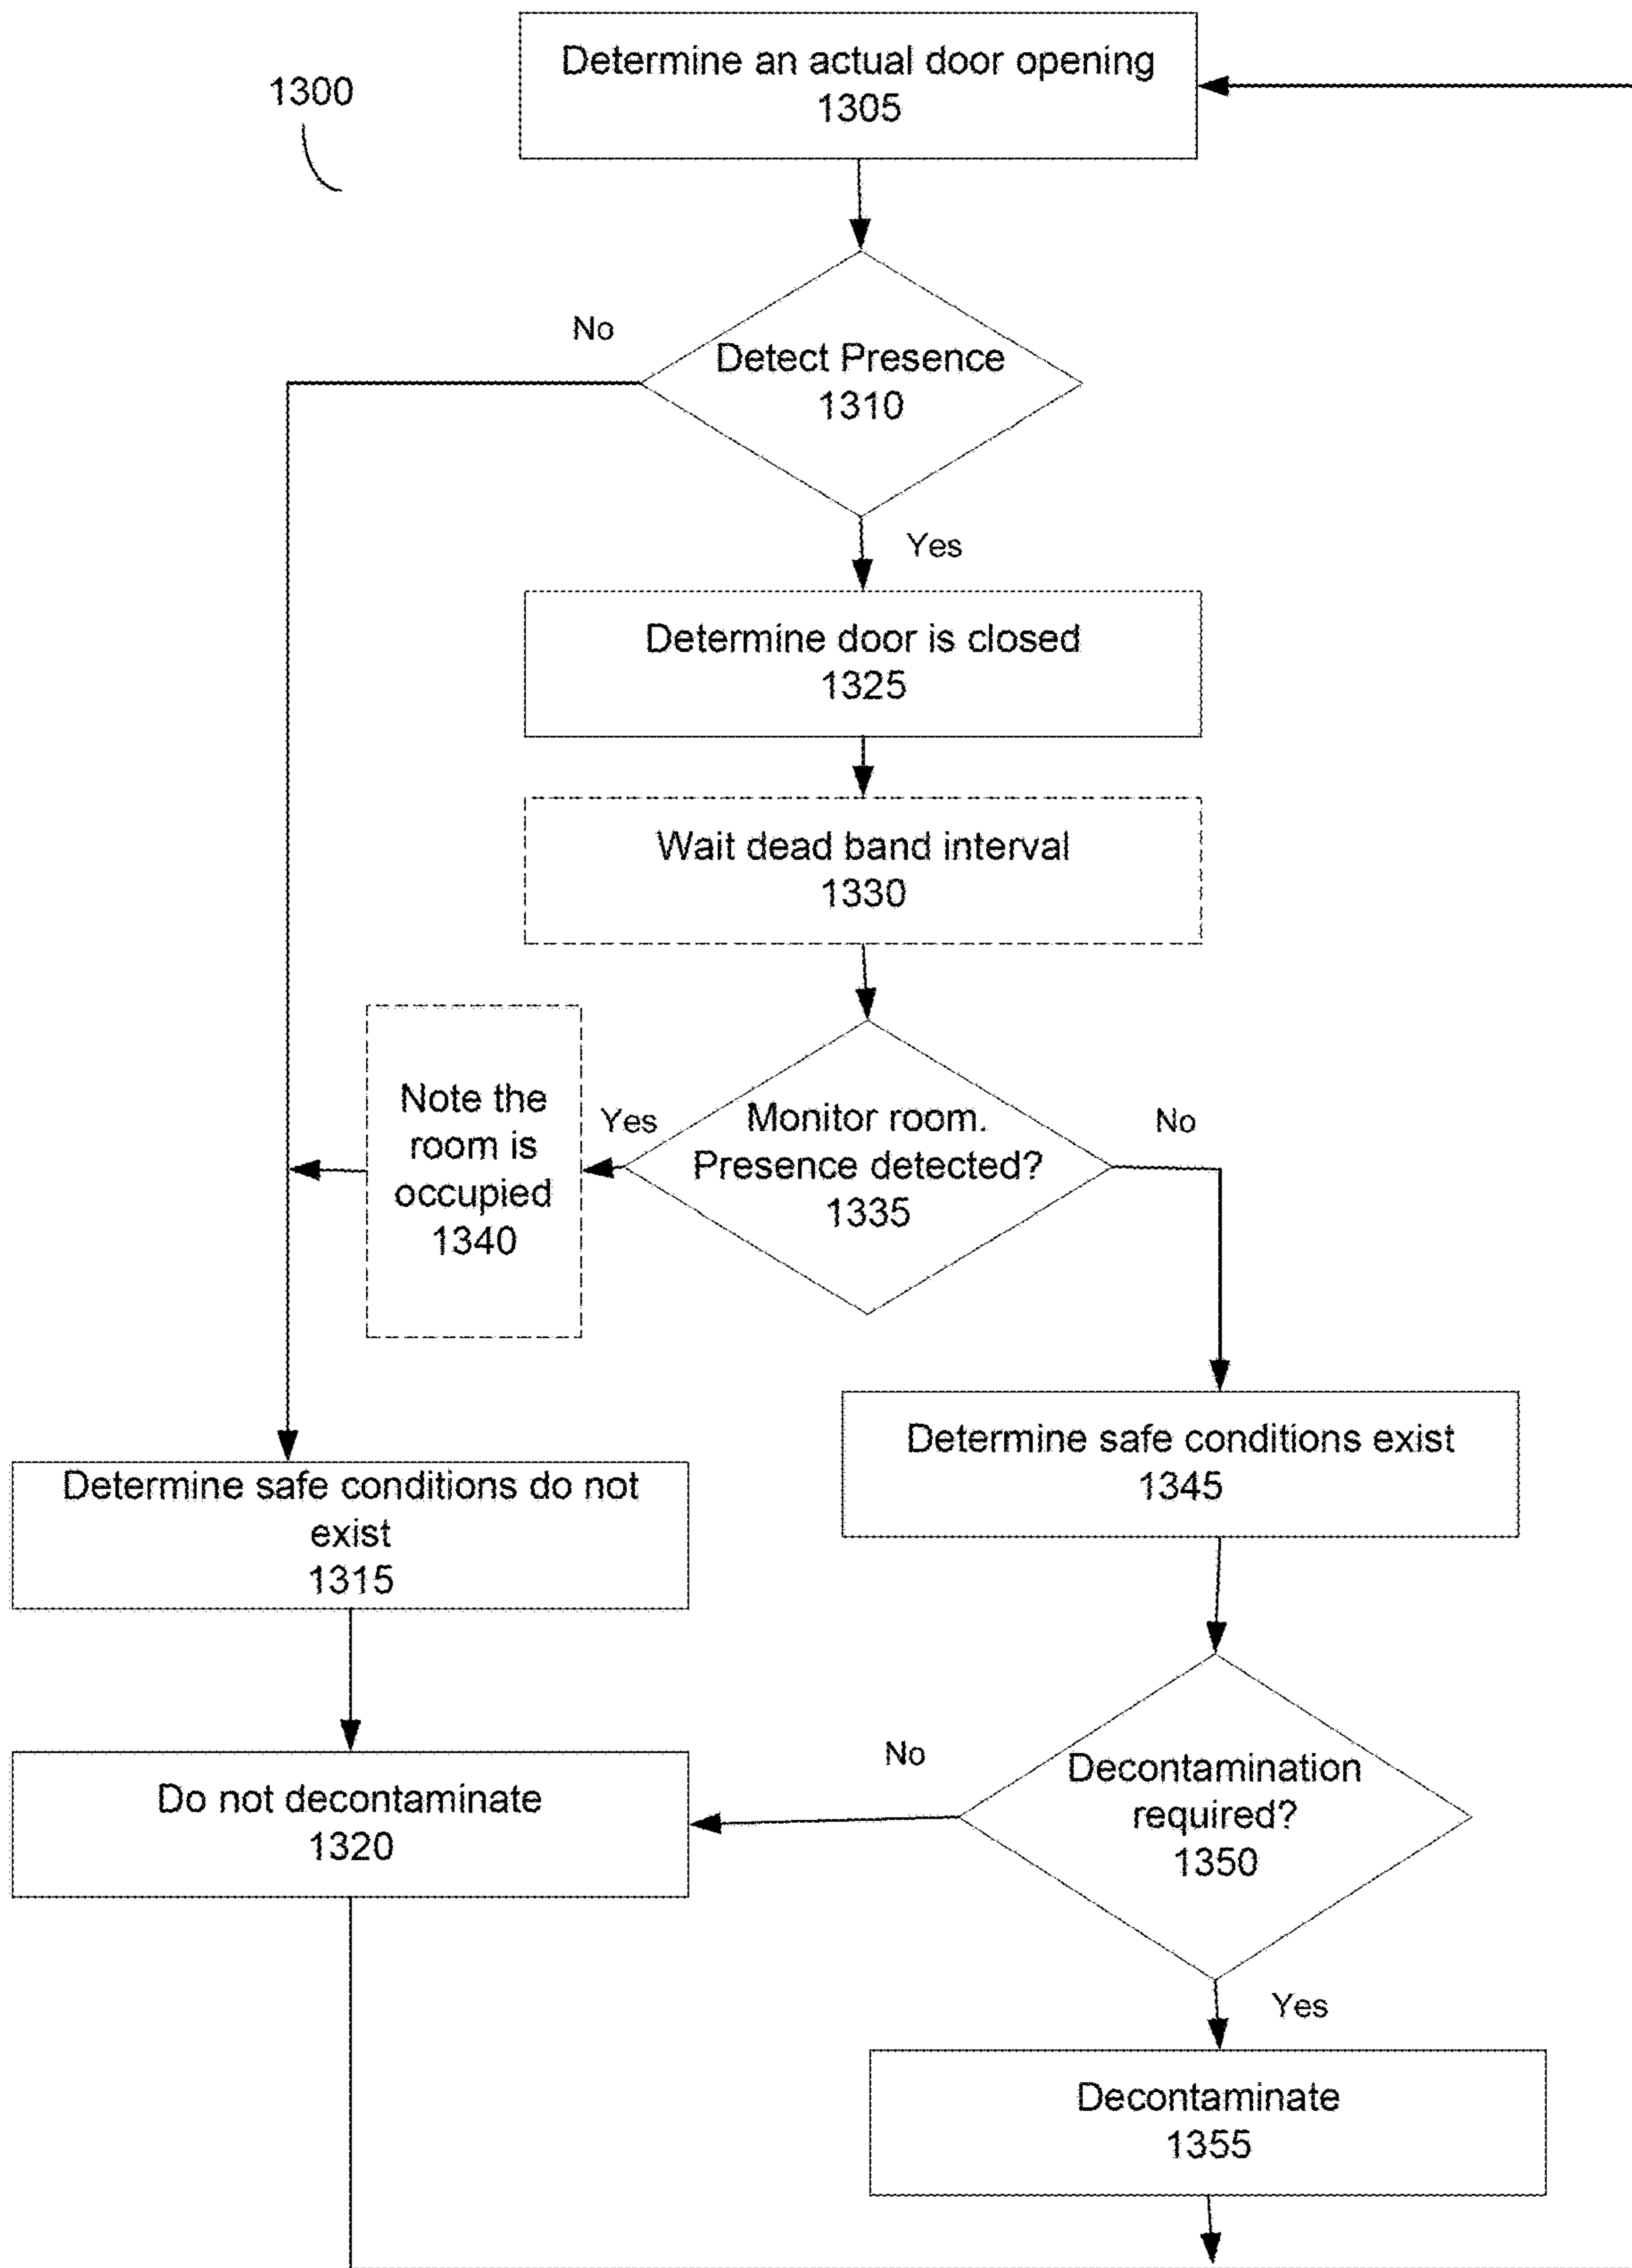 Determine an actual door opening
1305
1300
No
Detect Presence
1310
Yes
Determine door is closed
1325
Wait dead band interval
1330
Note the
room is
occupied
1340
Yes
Monitor room.
Presence detected?
1335
No
Determine safe conditions exist
1345
Determine safe conditions do not
exist
1315
No
Decontamination
required?
1350
Do not decontaminate
1320
Yes
Decontaminate
1355